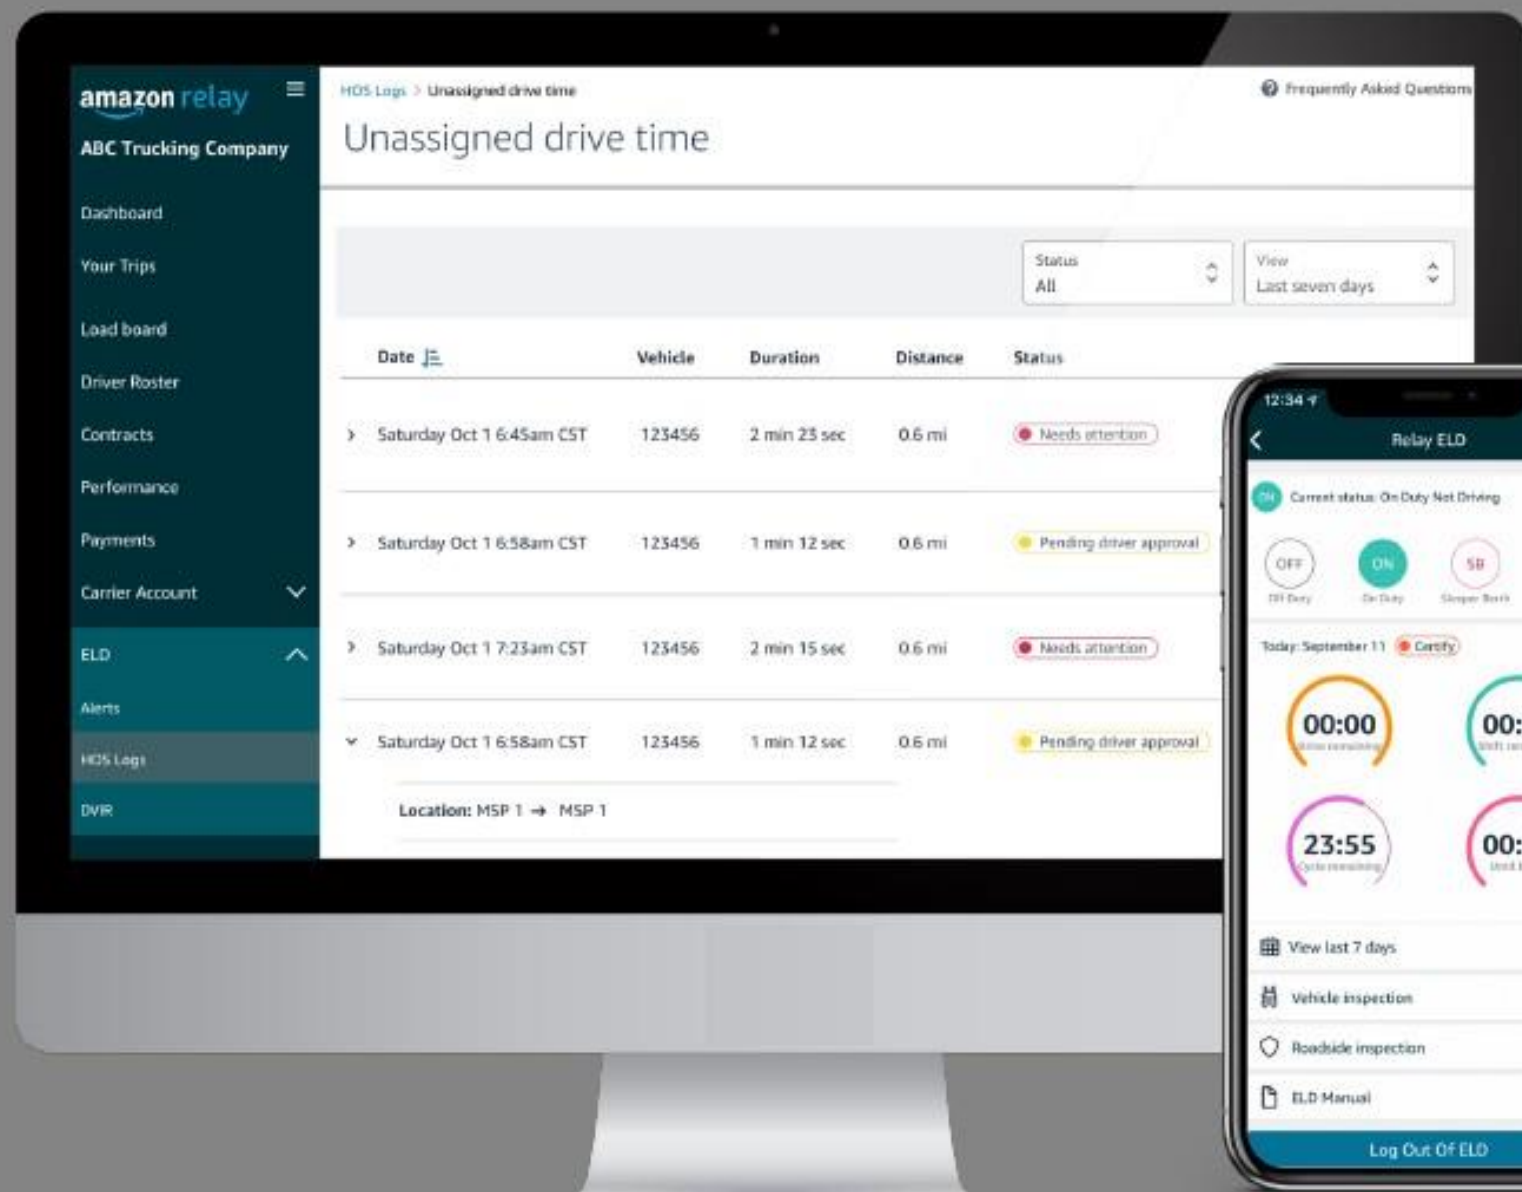 amazon relay
ABC Trucking Company
Dashboard
Your Trips
Load board
Driver Roster
Contracts
Performance
Payments
Carrier Account
ELD
Alerts
HOS Logs
DVIR
HOS Logs > Unassigned drive time
Frequently Asked Questions
Unassigned drive time
Status
All
View
Last seven days
Date Vehicle Duration Distance Status
Saturday Oct 1 6:45am CST 123456 2 min 23 sec 0.6 mi Needs attention
Saturday Oct 1 6:58am CST 123456 1 min 12 sec 0.6 mi Pending driver approval
Saturday Oct 1 7:23am CST 123456 2 min 15 sec 0.6 mi Needs attention
Saturday Oct 1 6:58am CST 123456 1 min 12 sec 0.6 mi Pending driver approval
Location: MSP 1 → MSP 1
12:34
Relay ELD
ON Current status: On Duty Not Driving
OFF ON SB
Off Duty On Duty Sleeper Berth
Today: September 11 Certify
00:00 00:
remaining Shift
23:55 00:
Cycle remaining Until
View last 7 days
Vehicle inspection
Roadside inspection
ELD Manual
Log Out Of ELD